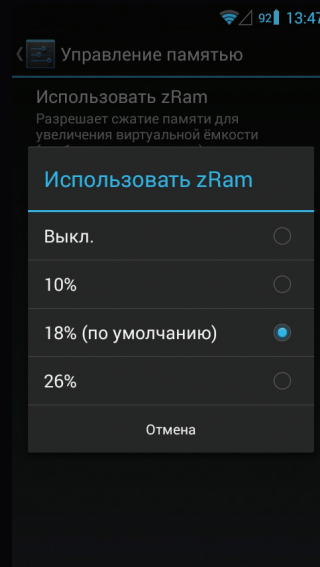 92 13:47
Управление памятью
Использовать zRam
Разрешает сжатие памяти для
увеличения виртуальной ёмкости
Использовать zRam
Выкл.
10%
18% (по умолчанию)
26%
Отмена